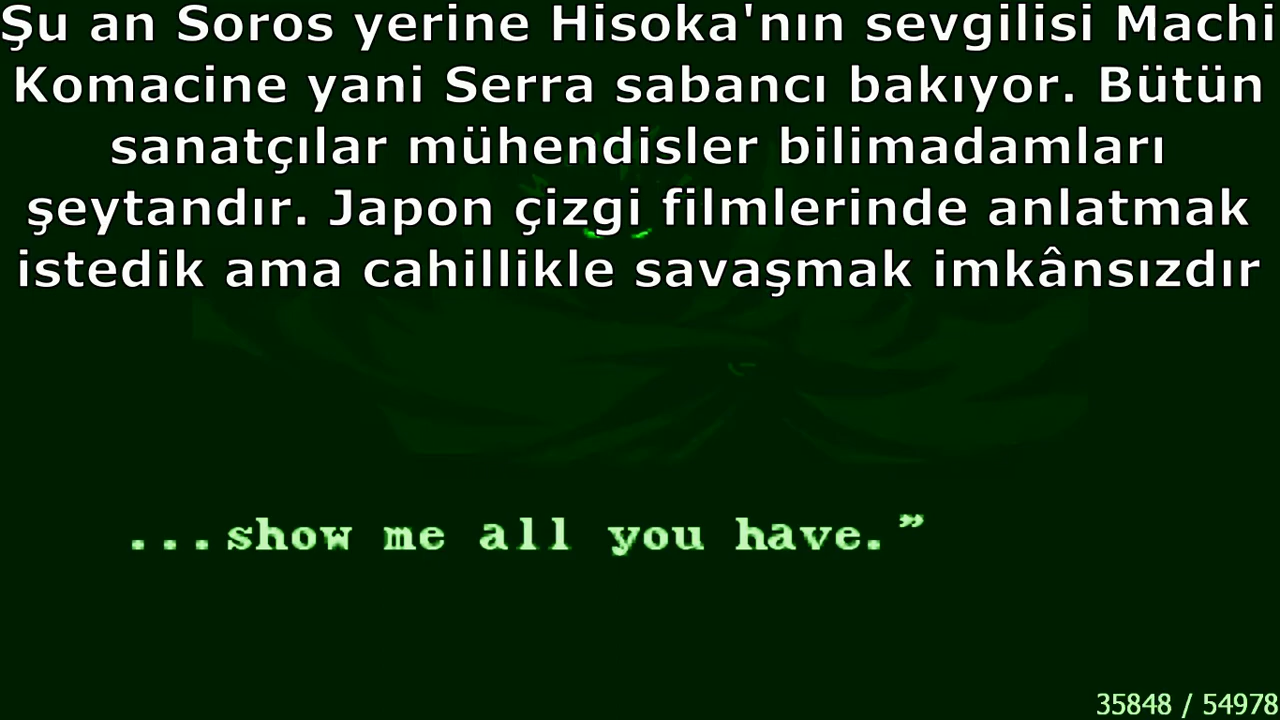 Şu an Soros yerine Hisoka'nın sevgilisi Machi
Komacine yani Serra sabancı bakıyor. Bütün
sanatçılar mühendisler bilimadamları
şeytandır. Japon çizgi filmlerinde anlatmak
istedik ama cahillikle savaşmak imkânsızdır
...show me all you have.”
35848 / 54978